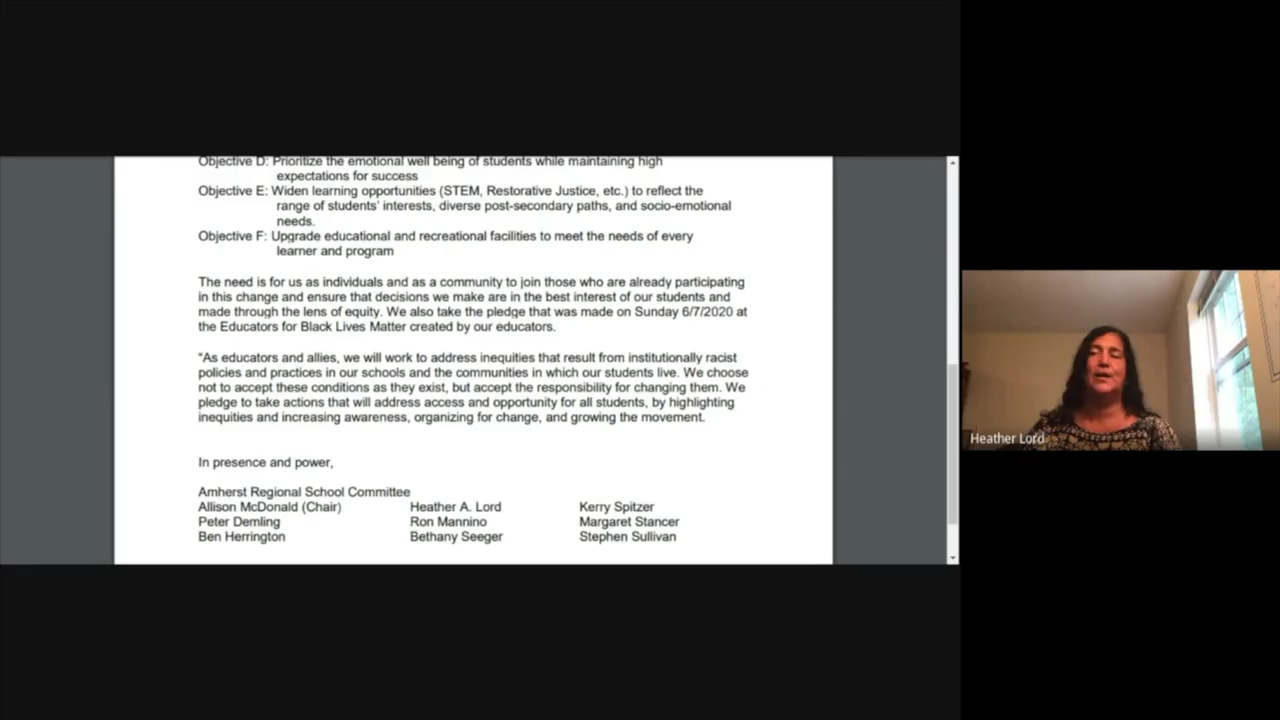 Objective D: Prioritize the emotional well being of students while maintaining high
expectations for success
Objective E: Widen learning opportunities (STEM, Restorative Justice, etc.) to reflect the
range of students' interests, diverse post-secondary paths, and socio-emotional
needs.
Objective F: Upgrade educational and recreational facilities to meet the needs of every
learner and program
The need is for us as individuals and as a community to join those who are already participating
in this change and ensure that decisions we make are in the best interest of our students and
made through the lens of equity. We also take the pledge that was made on Sunday 6/7/2020 at
the Educators for Black Lives Matter created by our educators.
"As educators and allies, we will work to address inequities that result from institutionally racist
policies and practices in our schools and the communities in which our students live. We choose
not to accept these conditions as they exist, but accept the responsibility for changing them. We
pledge to take actions that will address access and opportunity for all students, by highlighting
inequities and increasing awareness, organizing for change, and growing the movement.
In presence and power,
Amherst Regional School Committee
Allison McDonald (Chair) Heather A. Lord Kerry Spitzer
Peter Demling Ron Mannino Margaret Stancer
Ben Herrington Bethany Seeger Stephen Sullivan
Heather Lord